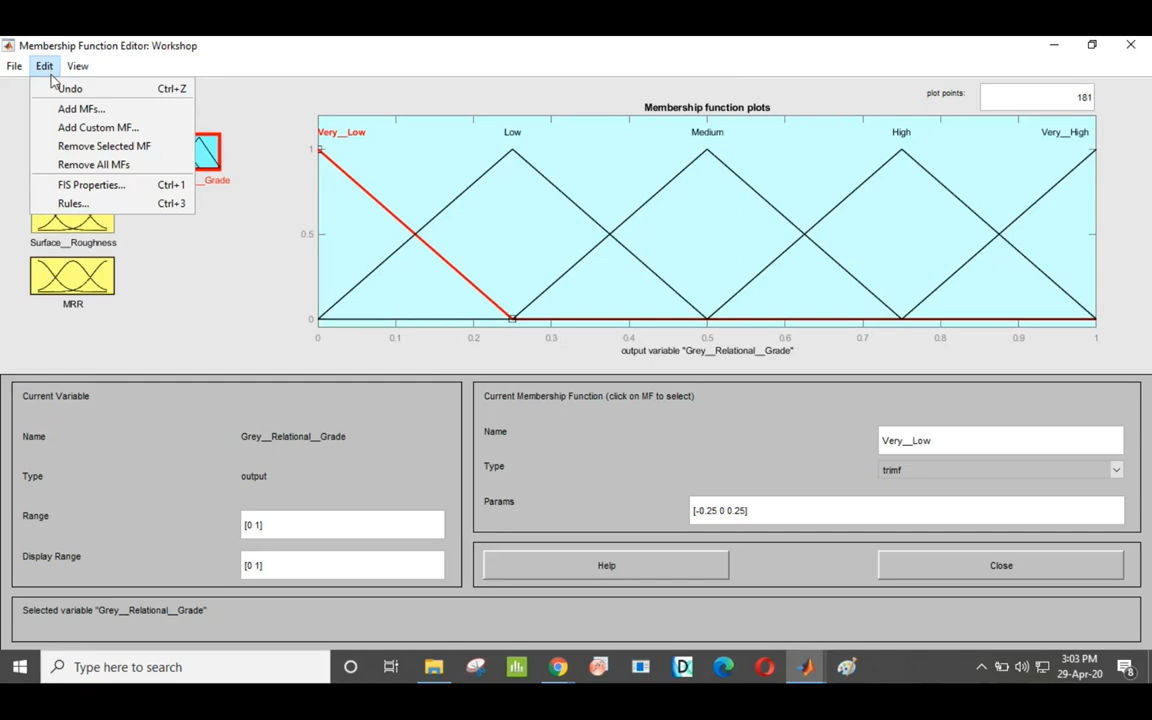 Membership Function Editor: Workshop
File Edit View
Undo Ctrl+Z
Add MFs...
Add Custom MF...
Remove Selected MF
Remove All MFs
FIS Properties... Ctrl+1
Rules... Ctrl+3
__Grade
Surface__Roughness
MRR
plot points: 181
Membership function plots
Very__Low Low Medium High Very__High
1
0.5
0
0 0.1 0.2 0.3 0.4 0.5 0.6 0.7 0.8 0.9 1
output variable "Grey__Relational__Grade"
Current Variable
Name Grey__Relational__Grade
Type output
Range [0 1]
Display Range [0 1]
Current Membership Function (click on MF to select)
Name Very__Low
Type trimf
Params [-0.25 0 0.25]
Help Close
Selected variable "Grey__Relational__Grade"
Type here to search
3:03 PM
29-Apr-20
8